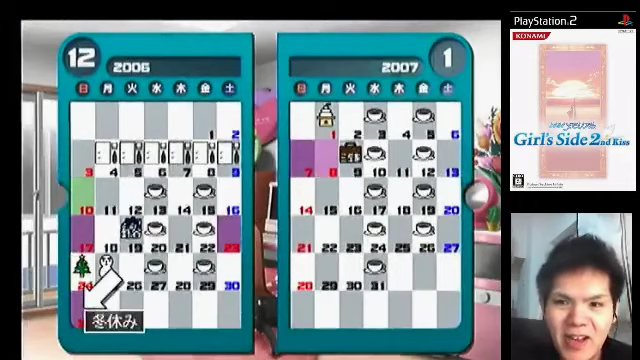 12
2006
日 月 火 水 木 金 土
1 2
3 4 5 6 7 8 9
10 11 12 13 14 15 16
17 18 19 20 21 22 23
24 26 27 28 29 30
冬休み
2007
1
日 月 火 水 木 金 土
1 2 3 4 5 6
7 8 9 10 11 12 13
14 15 16 17 18 19 20
21 22 23 24 25 26 27
28 29 30 31
PlayStation 2
KONAMI
Girl's Side 2nd Kiss